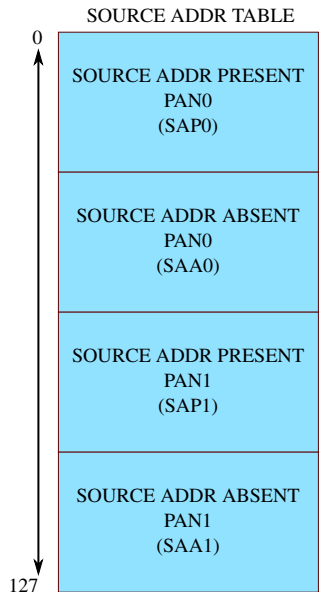 SOURCE ADDR TABLE
0
SOURCE ADDR PRESENT
PAN0
(SAP0)
SOURCE ADDR ABSENT
PAN0
(SAA0)
SOURCE ADDR PRESENT
PAN1
(SAP1)
SOURCE ADDR ABSENT
PAN1
(SAA1)
127